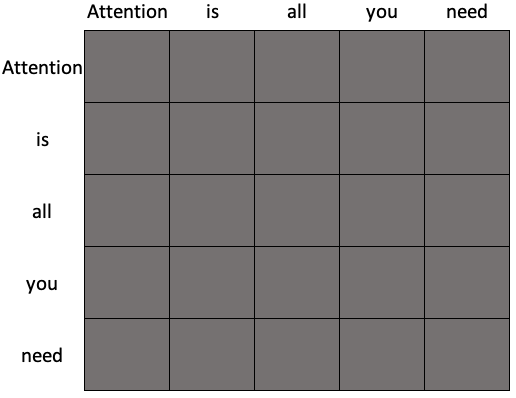 Attention is all you need
Attention
is
all
you
need